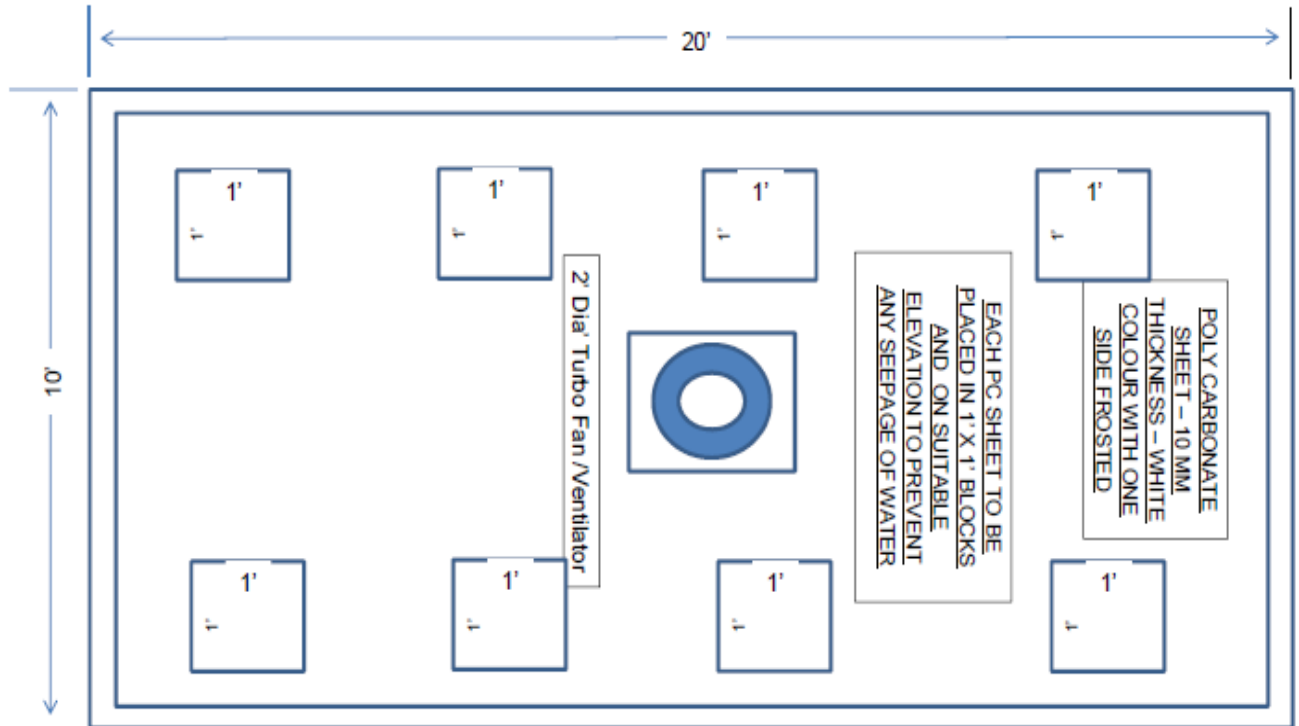 20'
10'
1'
1'
1'
1'
1'
1'
1'
1'
2' Dia' Turbo Fan /Ventilator
EACH PC SHEET TO BE
PLACED IN 1' X 1' BLOCKS
AND ON SUITABLE
ELEVATION TO PREVENT
ANY SEEPAGE OF WATER
POLY CARBONATE
SHEET – 10 MM
THICKNESS – WHITE
COLOUR WITH ONE
SIDE FROSTED
1'
1'
1'
1'
1'
1'
1'
1'